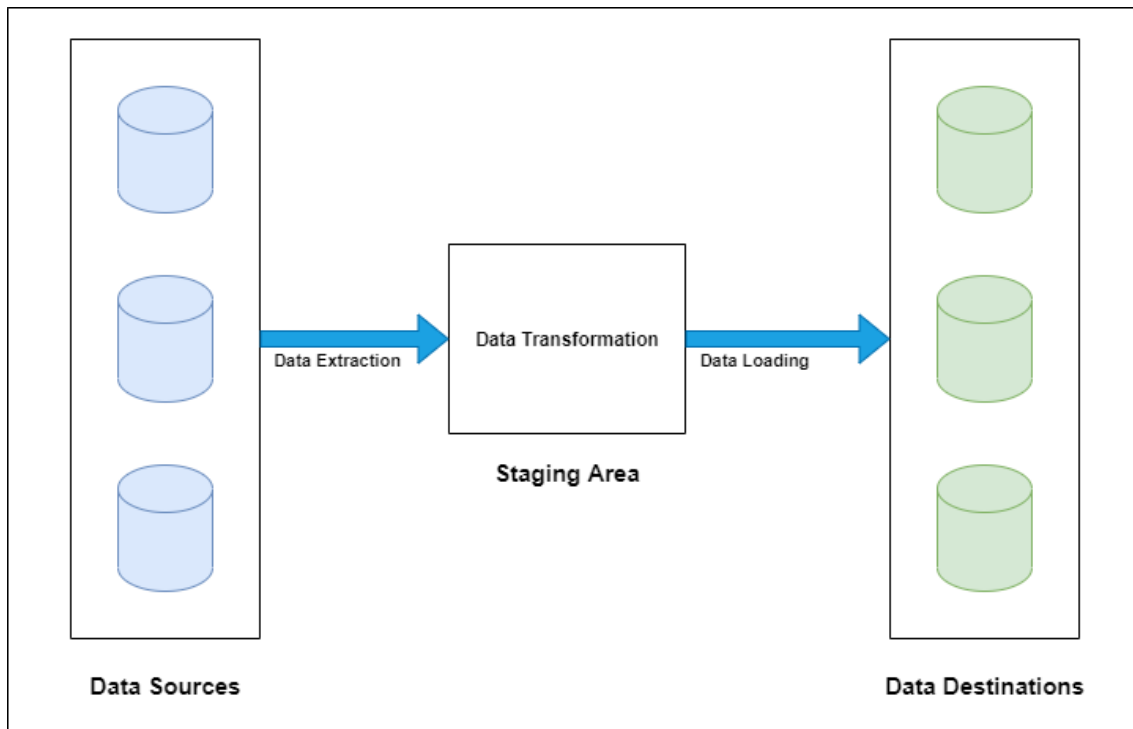 Data Transformation
Data Extraction
Data Loading
Staging Area
Data Sources
Data Destinations